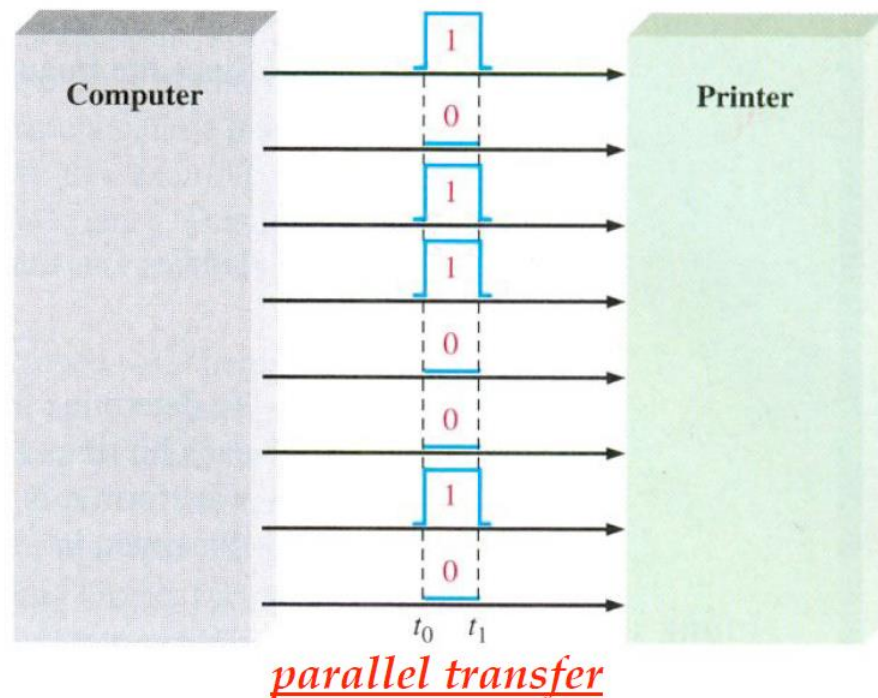 1
Computer
Printer
0
1
1
0
0
1
0
t₀ t₁
parallel transfer